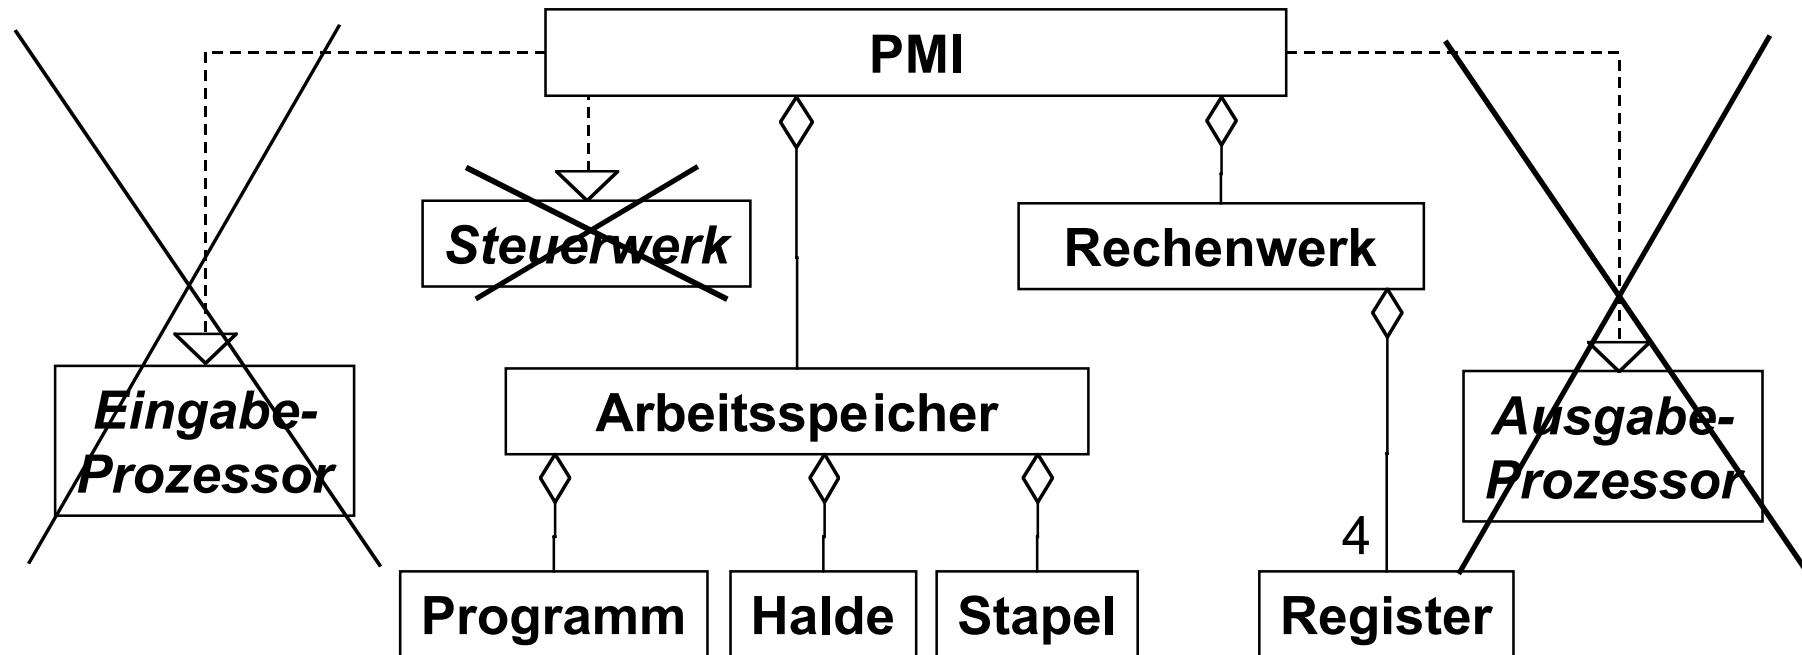 PMI
Steuerwerk
Rechenwerk
Eingabe-
Prozessor
Arbeitsspeicher
Ausgabe-
Prozessor
4
Programm
Halde
Stapel
Register